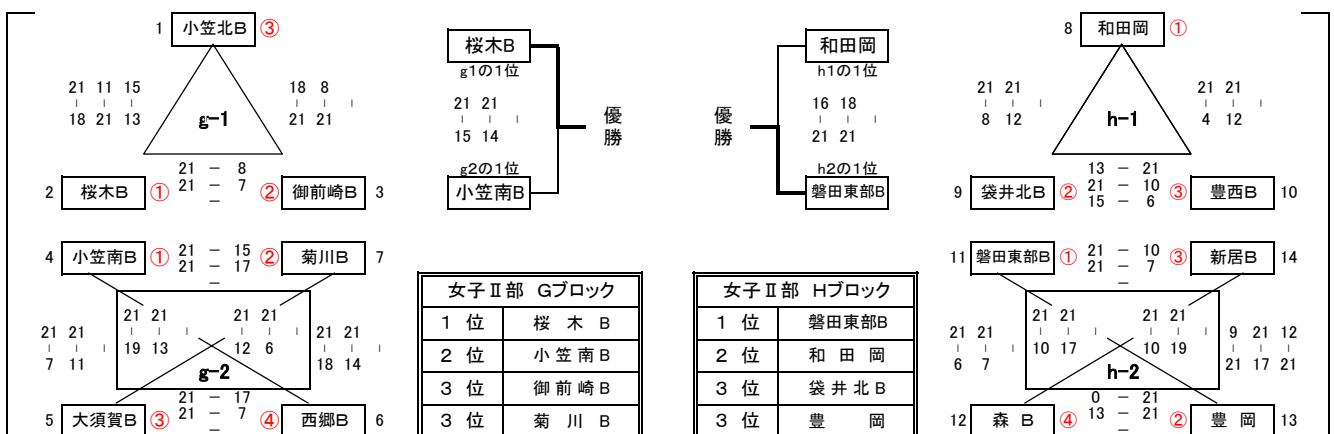 1 小笠北B ③
桜木B
g1の1位
和田岡
h1の1位
8 和田岡 ①
21 11 15
18 21 13
18 8
21 21
g-1
21 21
15 14
優勝
優勝
16 18
21 21
21 21
8 12
21 21
4 12
h-1
21 － 8
21 － 7
－
2 桜木B ① ② 御前崎B 3
g2の1位
小笠南B
h2の1位
磐田東部B
13 － 21
21 － 10
15 － 6
9 袋井北B ② ③ 豊西B 10
4 小笠南B ① 21 － 15 ② 菊川B 7
21 － 17
－
11 磐田東部B ① 21 － 10 ③ 新居B 14
21 － 7
－
21 21
7 11
21 21
19 13
21 21
12 6
21 21
18 14
g-2
21 － 17
21 － 7
－
5 大須賀B ③ ④ 西郷B 6
女子Ⅱ部 Gブロック
1 位 桜 木 B
2 位 小笠南B
3 位 御前崎B
3 位 菊 川 B
女子Ⅱ部 Hブロック
1 位 磐田東部B
2 位 和 田 岡
3 位 袋井北B
3 位 豊 岡
21 21
6 7
21 21
10 17
21 21
10 19
9 21 12
21 17 21
h-2
0 － 21
13 － 21
－
12 森 B ④ ② 豊 岡 13